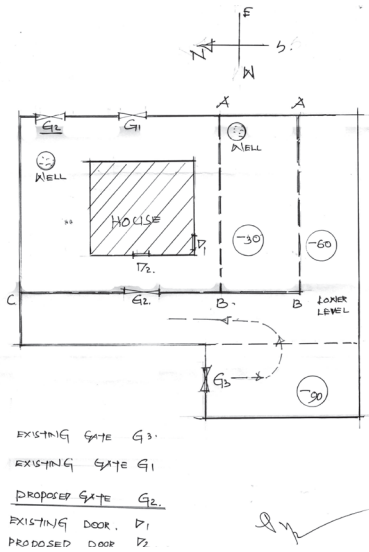 E
N S.
W
A A
G2 G1
WELL
WELL
HOUSE
D1
-30 -60
D2.
C G2. B. B LOWER
LEVEL
G3
-90
EXISTING GATE G3.
EXISTING GATE G1
PROPOSED GATE G2.
EXISTING DOOR. D1
PROPOSED DOOR D2